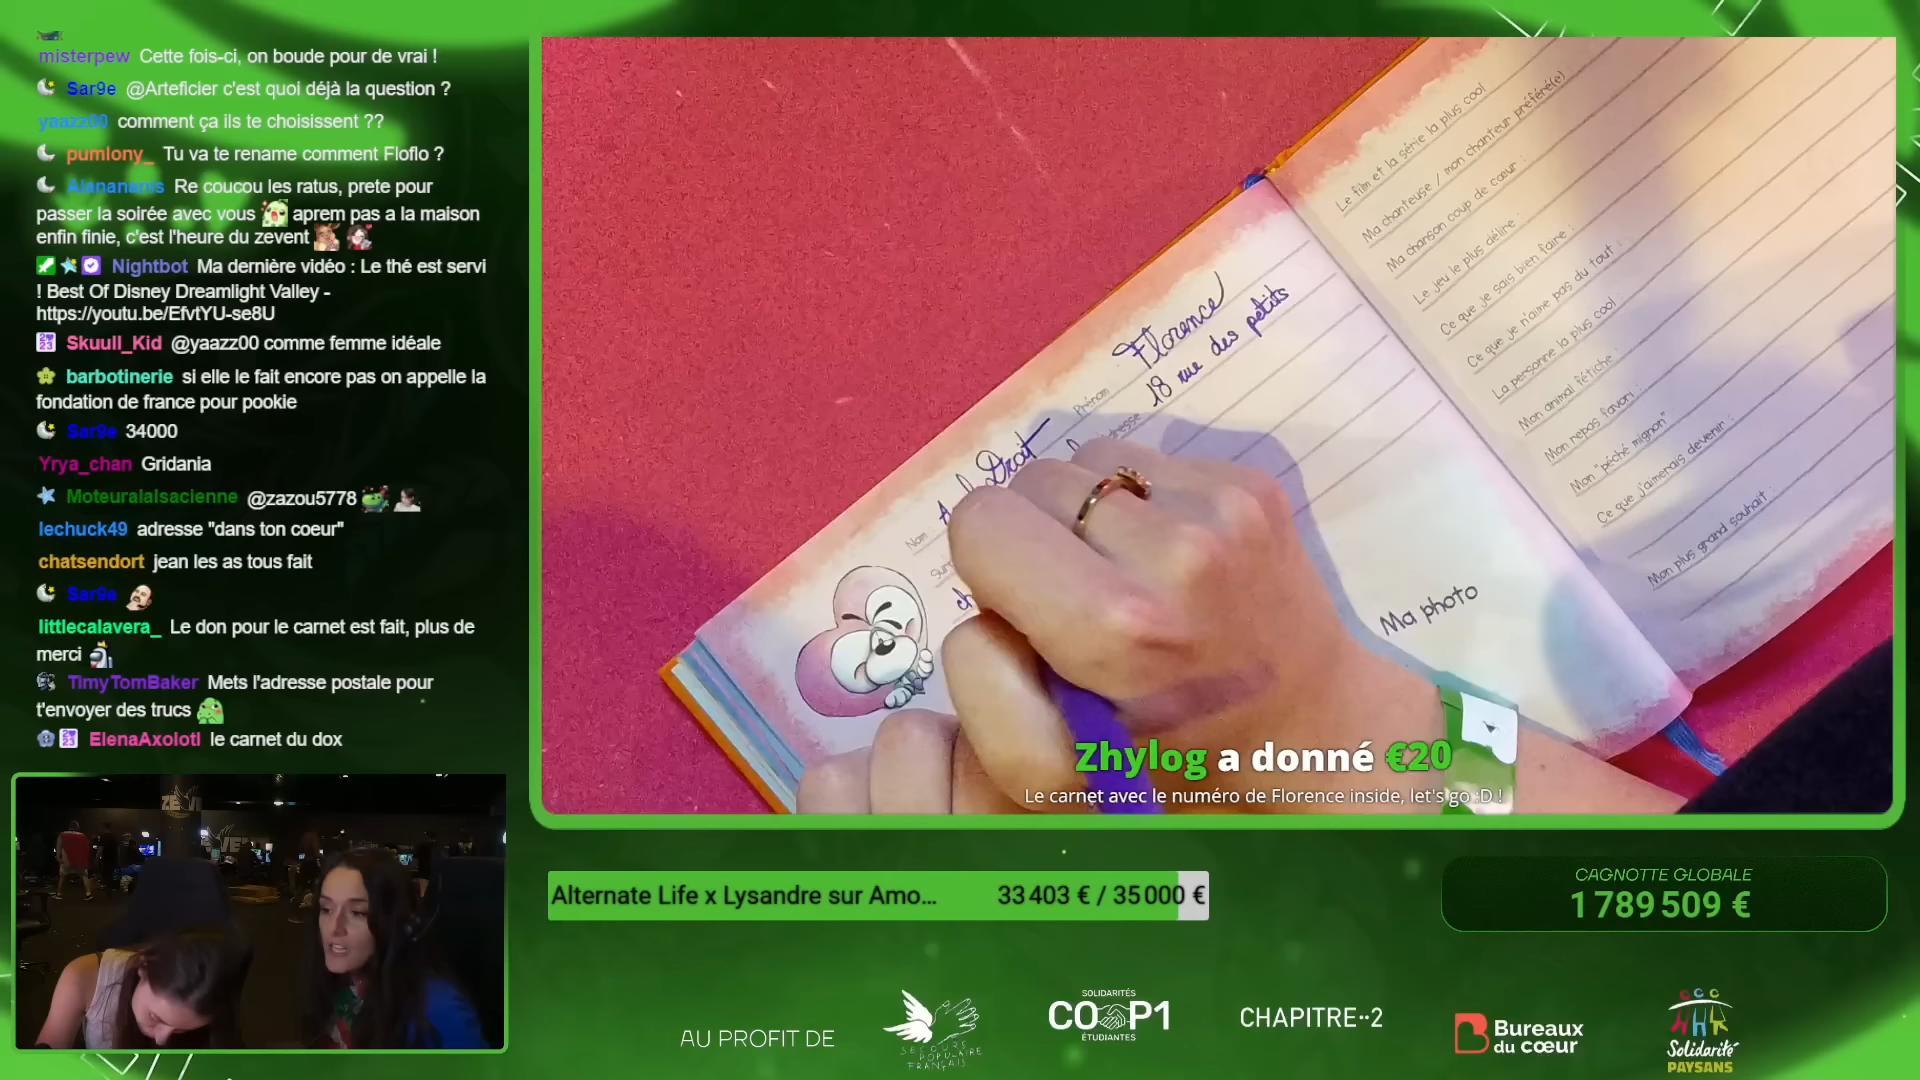 misterpew Cette fois-ci, on boude pour de vrai !
Sar9e @Arteficier c'est quoi déjà la question ?
yaazz00 comment ça ils te choisissent ??
pumlony_ Tu va te rename comment Floflo ?
Alanananis Re coucou les ratus, prete pour
passer la soirée avec vous aprem pas a la maison
enfin finie, c'est l'heure du zevent
Nightbot Ma dernière vidéo : Le thé est servi
! Best Of Disney Dreamlight Valley -
https://youtu.be/EfvtYU-se8U
Skuull_Kid @yaazz00 comme femme idéale
barbotinerie si elle le fait encore pas on appelle la
fondation de france pour pookie
Sar9e 34000
Yrya_chan Gridania
Moteuralalsacienne @zazou5778
lechuck49 adresse "dans ton coeur"
chatsendort jean les as tous fait
Sar9e
littlecalavera_ Le don pour le carnet est fait, plus de
merci
TimyTomBaker Mets l'adresse postale pour
t'envoyer des trucs
ElenaAxolotl le carnet du dox
Nom
Prénom
Florence
18 rue des petits
Ma photo
Le film et la série la plus cool
Ma chanteuse / mon chanteur préféré(e)
Ma chanson coup de cœur :
Le jeu le plus délire :
Ce que je sais bien faire :
Ce que je n'aime pas du tout :
La personne la plus cool
Mon animal fétiche :
Mon repas favori :
Mon "péché mignon"
Ce que j'aimerais devenir :
Mon plus grand souhait :
Zhylog a donné €20
Le carnet avec le numéro de Florence inside, let's go :D !
Alternate Life x Lysandre sur Amo... 33 403 € / 35 000 €
CAGNOTTE GLOBALE
1 789 509 €
AU PROFIT DE
SECOURS
POPULAIRE
FRANÇAIS
SOLIDARITÉS
COP1
ÉTUDIANTES
CHAPITRE··2
Bureaux
du cœur
Solidarité
PAYSANS